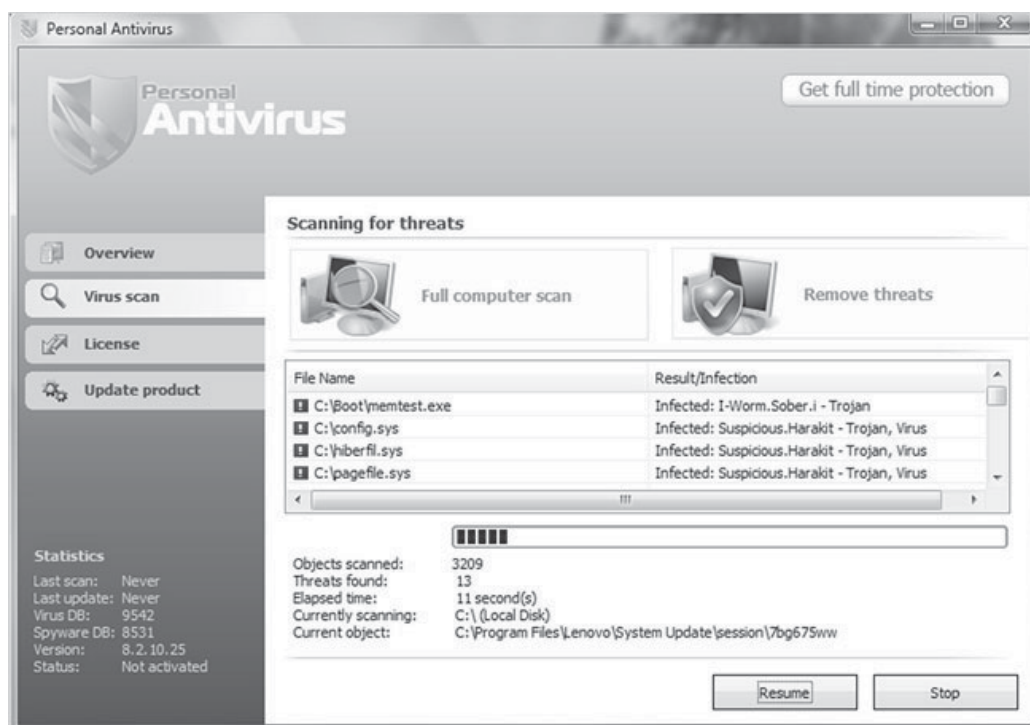 Personal Antivirus
Personal
Antivirus
Get full time protection
Overview
Virus scan
License
Update product
Scanning for threats
Full computer scan
Remove threats
File Name Result/Infection
C:\Boot\memtest.exe Infected: I-Worm.Sober.i - Trojan
C:\config.sys Infected: Suspicious.Harakit - Trojan, Virus
C:\hiberfil.sys Infected: Suspicious.Harakit - Trojan, Virus
C:\pagefile.sys Infected: Suspicious.Harakit - Trojan, Virus
Objects scanned: 3209
Threats found: 13
Elapsed time: 11 second(s)
Currently scanning: C:\ (Local Disk)
Current object: C:\Program Files\Lenovo\System Update\session\7bg675ww
Statistics
Last scan: Never
Last update: Never
Virus DB: 9542
Spyware DB: 8531
Version: 8.2.10.25
Status: Not activated
Resume
Stop